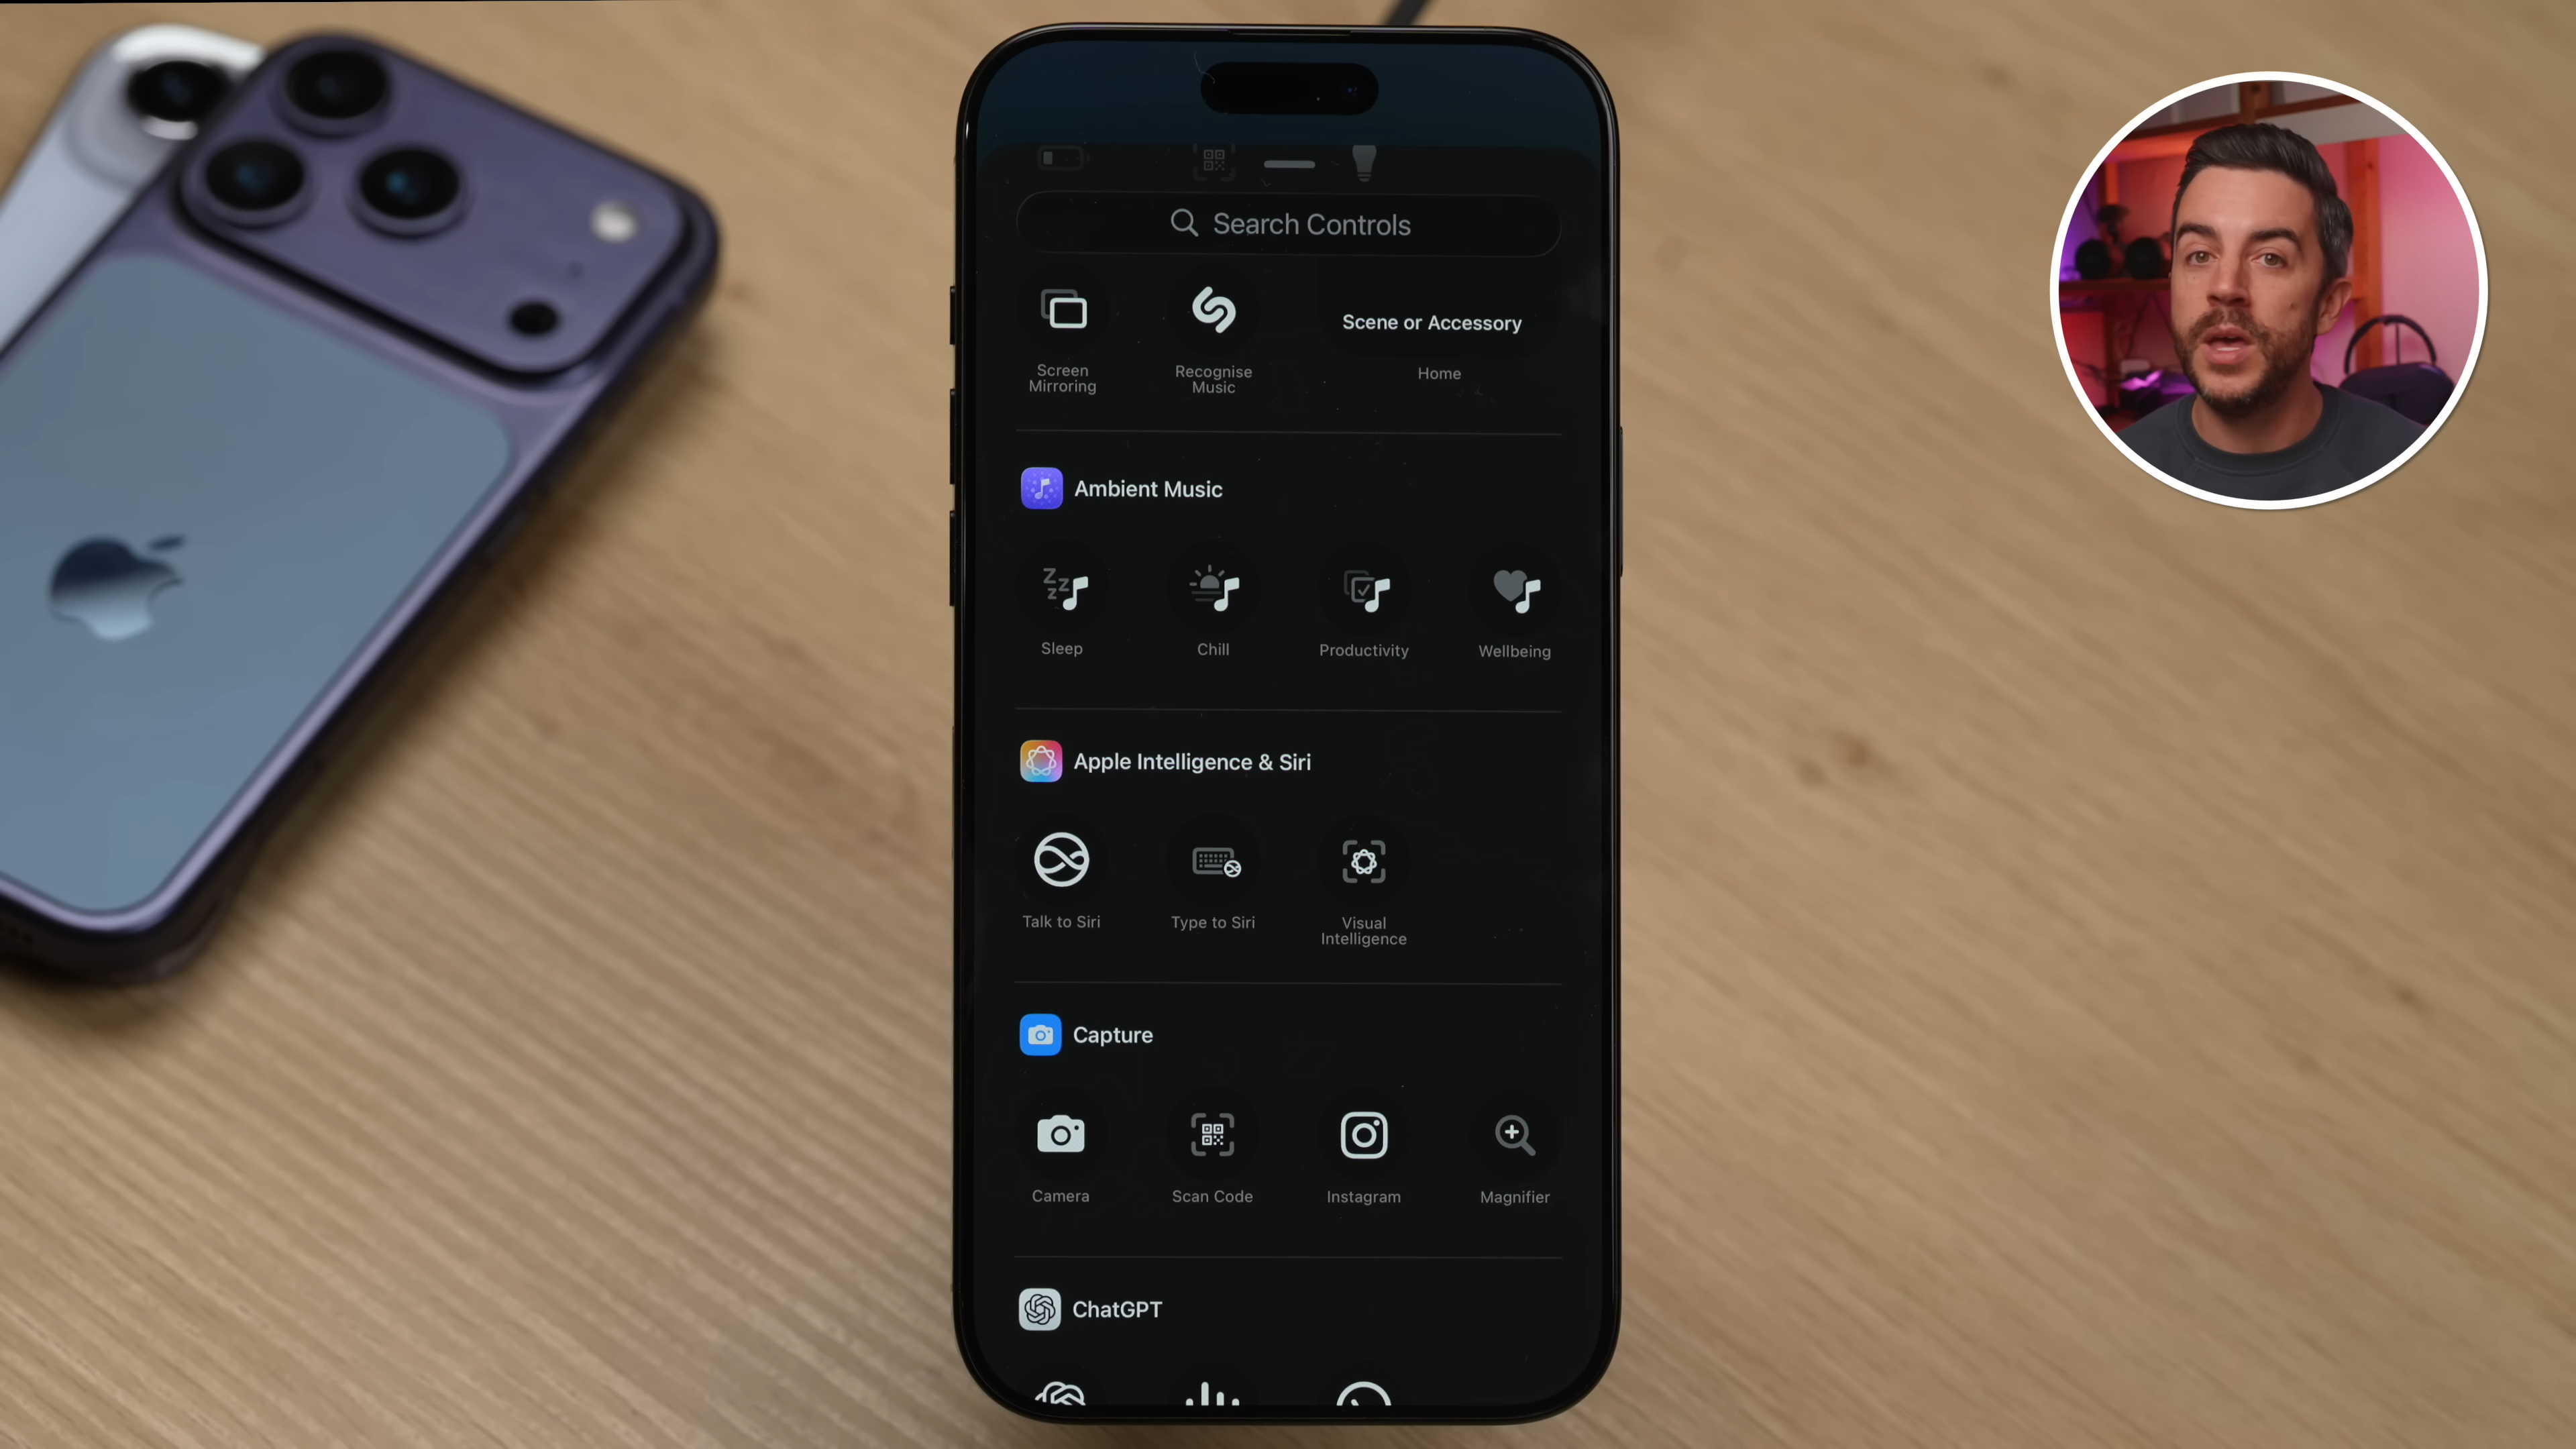 Search Controls
Screen
Mirroring
Recognise
Music
Scene or Accessory
Home
Ambient Music
Sleep
Chill
Productivity
Wellbeing
Apple Intelligence & Siri
Talk to Siri
Type to Siri
Visual
Intelligence
Capture
Camera
Scan Code
Instagram
Magnifier
ChatGPT